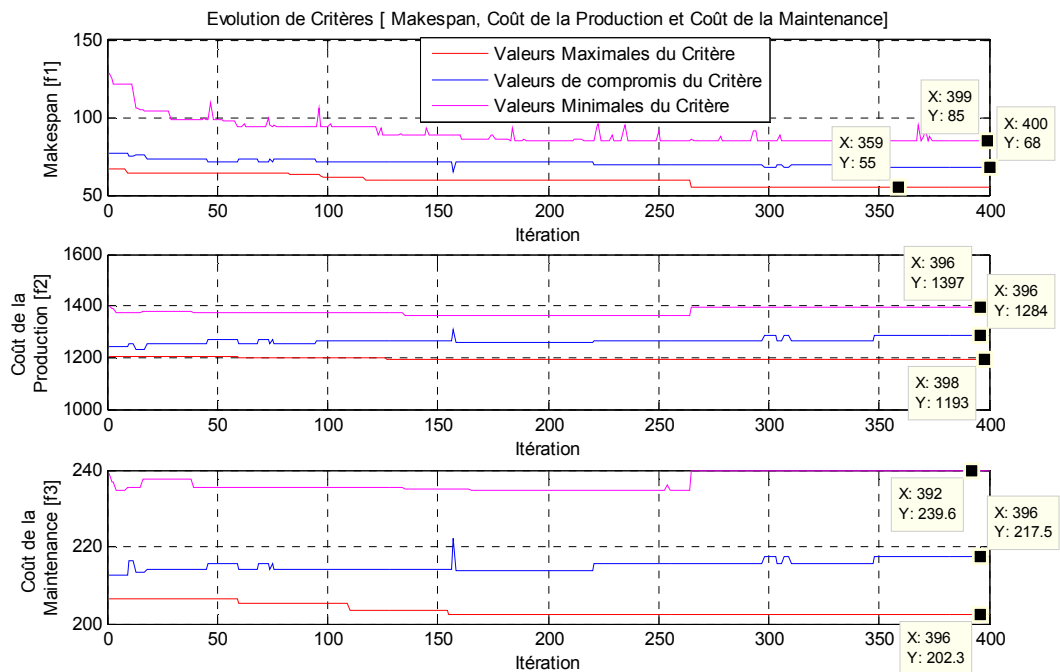 Evolution de Critères [ Makespan, Coût de la Production et Coût de la Maintenance]
Makespan [f1]
150
100
50
Valeurs Maximales du Critère
Valeurs de compromis du Critère
Valeurs Minimales du Critère
X: 399
Y: 85
X: 400
Y: 68
X: 359
Y: 55
0 50 100 150 200 250 300 350 400
Itération
Coût de la
Production [f2]
1600
1400
1200
1000
X: 396
Y: 1397
X: 396
Y: 1284
X: 398
Y: 1193
0 50 100 150 200 250 300 350 400
Itération
Coût de la
Maintenance [f3]
240
220
200
X: 392
Y: 239.6
X: 396
Y: 217.5
X: 396
Y: 202.3
0 50 100 150 200 250 300 350 400
Itération